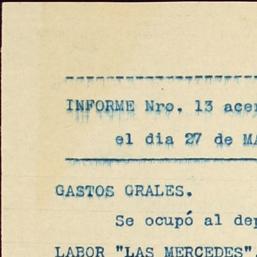 INFORME Nro. 13 acer
el dia 27 de MA
GASTOS GRALES.
Se ocupó al dep
LABOR "LAS MERCEDES".